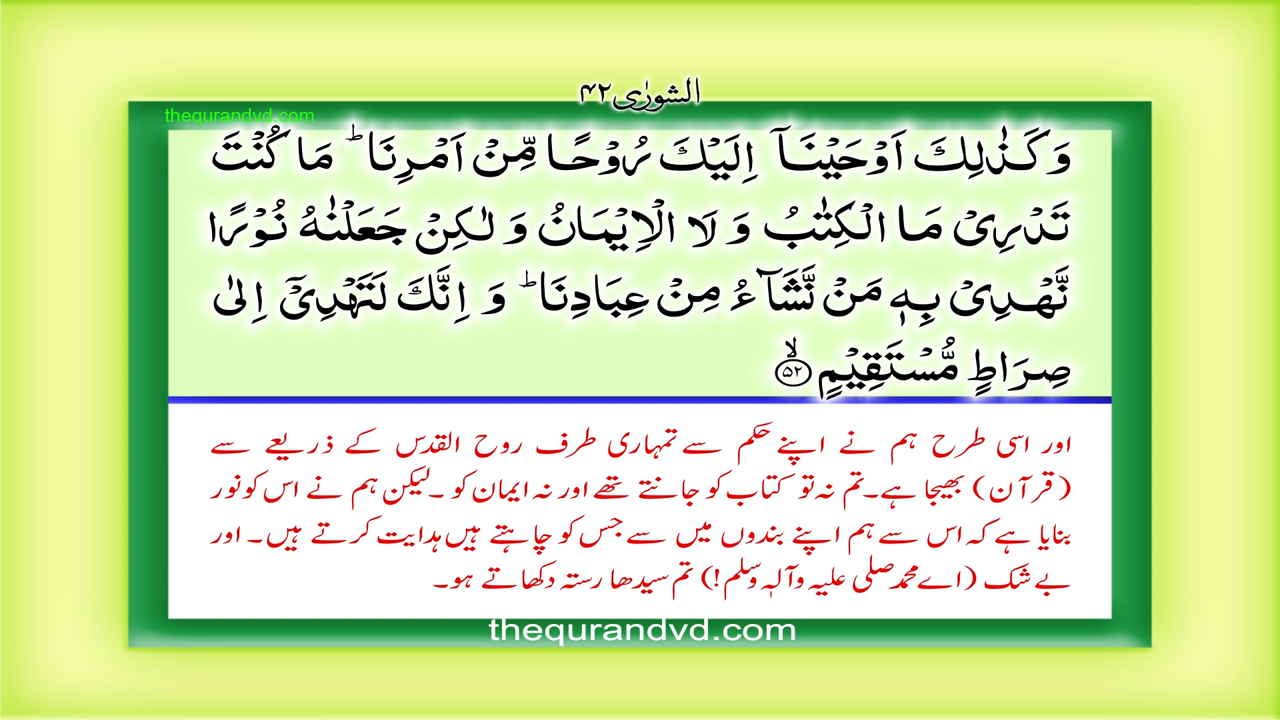 الشورٰى ۴۲
thequrandvd.com
وَكَذٰلِكَ اَوْحَيْنَاۤ اِلَيْكَ رُوْحًا مِّنْ اَمْرِنَا ؕ مَا كُنْتَ
تَدْرِىْ مَا الْكِتٰبُ وَلَا الْاِيْمَانُ وَلٰكِنْ جَعَلْنٰهُ نُوْرًا
نَّهْدِىْ بِهٖ مَنْ نَّشَآءُ مِنْ عِبَادِنَا ؕ وَاِنَّكَ لَتَهْدِىْۤ اِلٰى
صِرَاطٍ مُّسْتَقِيْمٍ ۙ‏ ﴿۵۲﴾
اور اسی طرح ہم نے اپنے حکم سے تمہاری طرف روح القدس کے ذریعے سے
(قرآن) بھیجا ہے۔ تم نہ تو کتاب کو جانتے تھے اور نہ ایمان کو ۔ لیکن ہم نے اس کو نور
بنایا ہے کہ اس سے ہم اپنے بندوں میں سے جس کو چاہتے ہیں ہدایت کرتے ہیں۔ اور
بے شک (اے محمد صلی علیہ وآلہٖ وسلم!) تم سیدھا رستہ دکھاتے ہو۔
thequrandvd.com